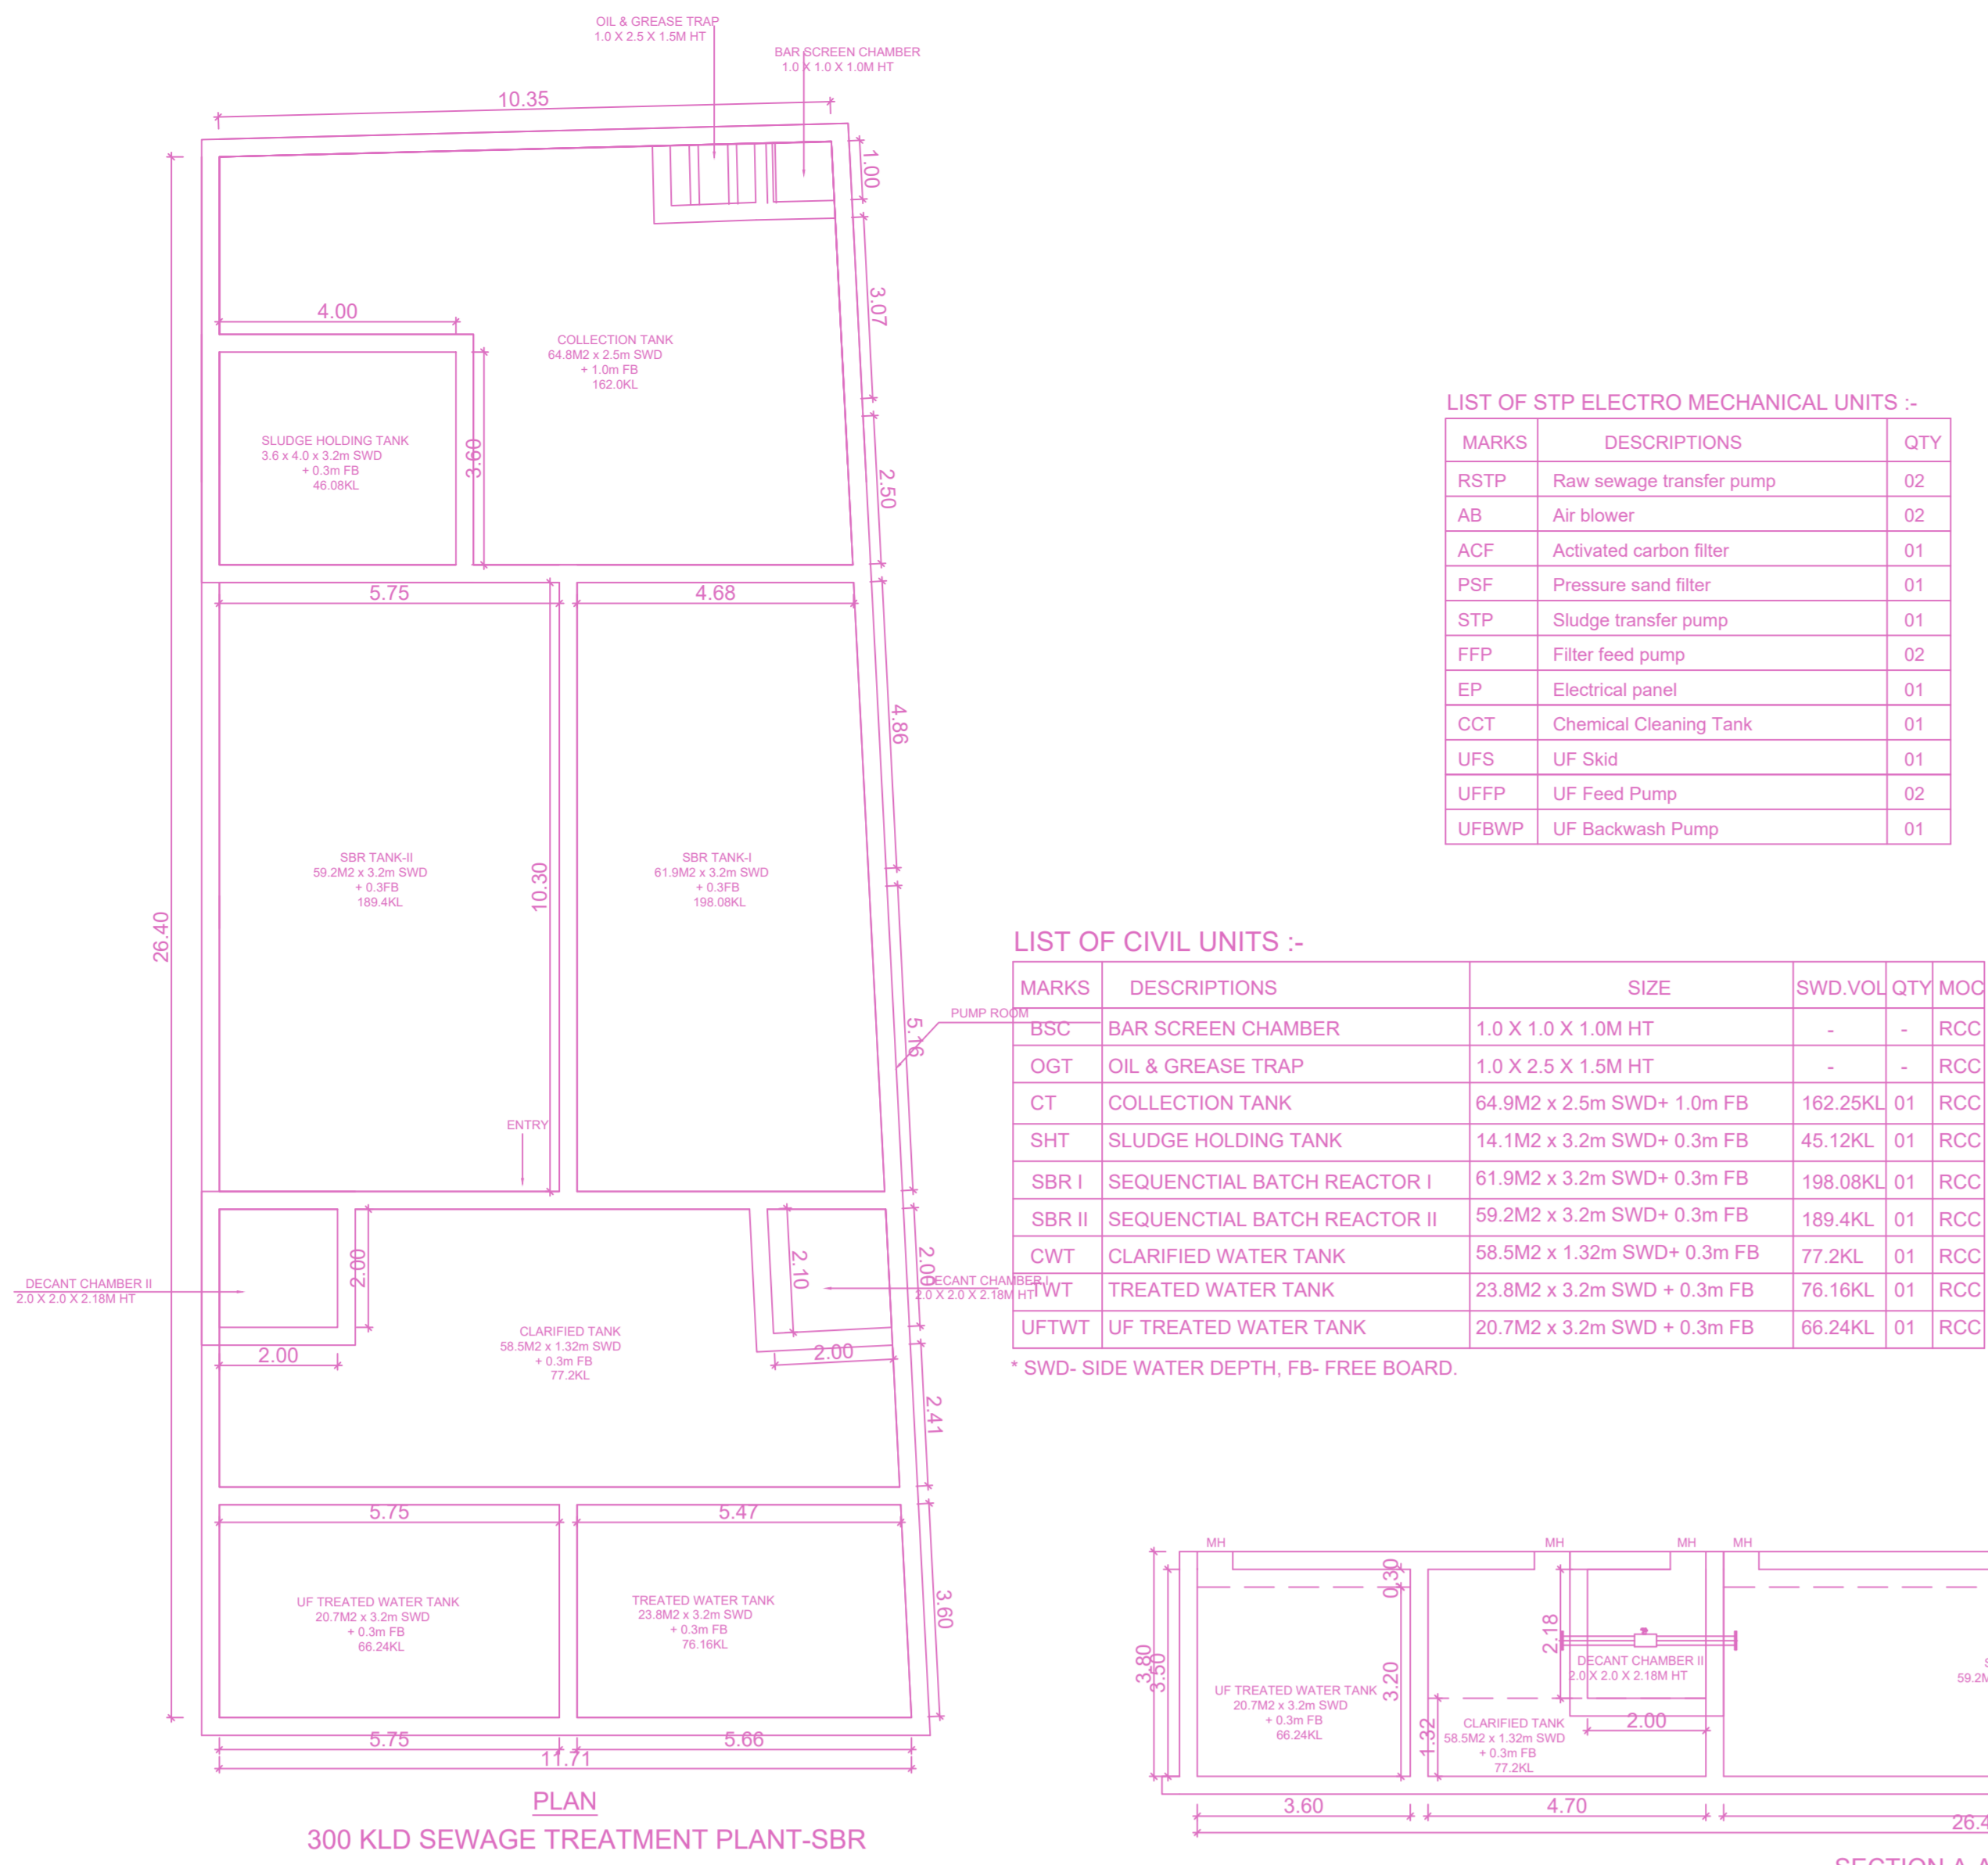 OIL & GREASE TRAP
1.0 X 2.5 X 1.5M HT
BAR SCREEN CHAMBER
1.0 X 1.0 X 1.0M HT
10.35
1.00
3.07
4.00
COLLECTION TANK
64.8M2 x 2.5m SWD
+ 1.0m FB
162.0KL
SLUDGE HOLDING TANK
3.6 x 4.0 x 3.2m SWD
+ 0.3m FB
46.08KL
3.60
2.50
5.75
4.68
4.86
SBR TANK-II
59.2M2 x 3.2m SWD
+ 0.3FB
189.4KL
10.30
SBR TANK-I
61.9M2 x 3.2m SWD
+ 0.3FB
198.08KL
26.40
5.16
PUMP ROOM
ENTRY
DECANT CHAMBER II
2.0 X 2.0 X 2.18M HT
2.00
2.00
2.10
2.00
2.00
DECANT CHAMBER I
2.0 X 2.0 X 2.18M HT
CLARIFIED TANK
58.5M2 x 1.32m SWD
+ 0.3m FB
77.2KL
2.41
5.75
5.47
UF TREATED WATER TANK
20.7M2 x 3.2m SWD
+ 0.3m FB
66.24KL
TREATED WATER TANK
23.8M2 x 3.2m SWD
+ 0.3m FB
76.16KL
3.60
5.75
5.66
11.71
PLAN
300 KLD SEWAGE TREATMENT PLANT-SBR
LIST OF STP ELECTRO MECHANICAL UNITS :-
MARKS DESCRIPTIONS QTY
RSTP Raw sewage transfer pump 02
AB Air blower 02
ACF Activated carbon filter 01
PSF Pressure sand filter 01
STP Sludge transfer pump 01
FFP Filter feed pump 02
EP Electrical panel 01
CCT Chemical Cleaning Tank 01
UFS UF Skid 01
UFFP UF Feed Pump 02
UFBWP UF Backwash Pump 01
LIST OF CIVIL UNITS :-
MARKS DESCRIPTIONS SIZE SWD.VOL QTY MOC
BSC BAR SCREEN CHAMBER 1.0 X 1.0 X 1.0M HT - - RCC
OGT OIL & GREASE TRAP 1.0 X 2.5 X 1.5M HT - - RCC
CT COLLECTION TANK 64.9M2 x 2.5m SWD+ 1.0m FB 162.25KL 01 RCC
SHT SLUDGE HOLDING TANK 14.1M2 x 3.2m SWD+ 0.3m FB 45.12KL 01 RCC
SBR I SEQUENCTIAL BATCH REACTOR I 61.9M2 x 3.2m SWD+ 0.3m FB 198.08KL 01 RCC
SBR II SEQUENCTIAL BATCH REACTOR II 59.2M2 x 3.2m SWD+ 0.3m FB 189.4KL 01 RCC
CWT CLARIFIED WATER TANK 58.5M2 x 1.32m SWD+ 0.3m FB 77.2KL 01 RCC
TWT TREATED WATER TANK 23.8M2 x 3.2m SWD + 0.3m FB 76.16KL 01 RCC
UFTWT UF TREATED WATER TANK 20.7M2 x 3.2m SWD + 0.3m FB 66.24KL 01 RCC
* SWD- SIDE WATER DEPTH, FB- FREE BOARD.
MH
MH
MH
MH
0.30
3.80
3.50
3.20
2.18
1.32
DECANT CHAMBER II
2.0 X 2.0 X 2.18M HT
2.00
UF TREATED WATER TANK
20.7M2 x 3.2m SWD
+ 0.3m FB
66.24KL
CLARIFIED TANK
58.5M2 x 1.32m SWD
+ 0.3m FB
77.2KL
59.2M
3.60
4.70
26.4